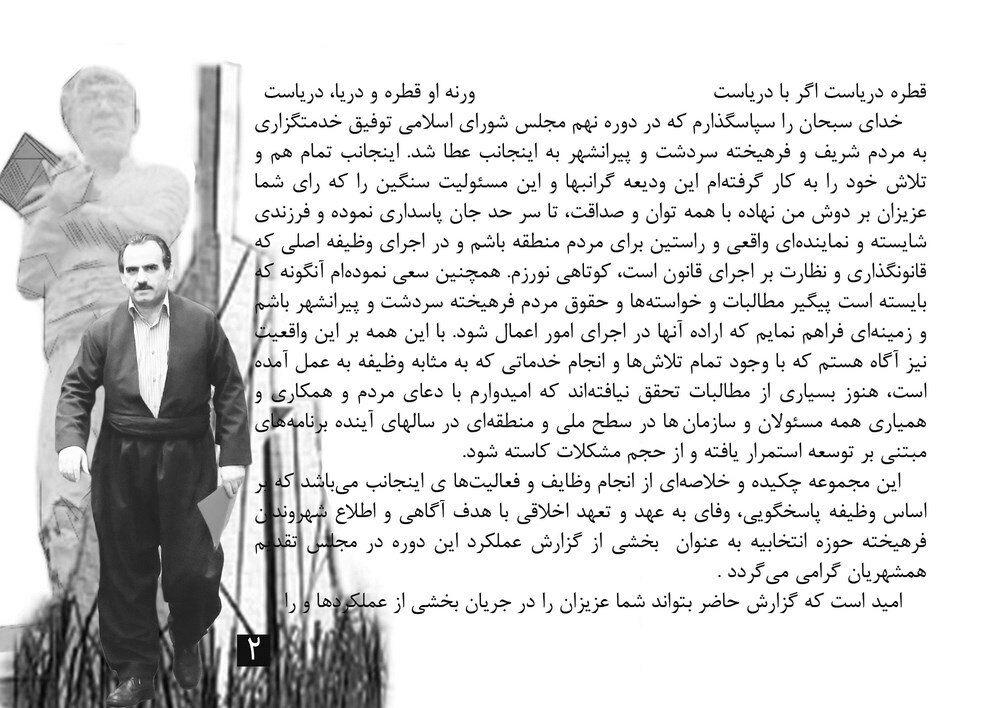 قطره دریاست اگر با دریاست ورنه او قطره و دریا، دریاست
خدای سبحان را سپاسگذارم که در دوره نهم مجلس شورای اسلامی توفیق خدمتگزاری
به مردم شریف و فرهیخته سردشت و پیرانشهر به اینجانب عطا شد. اینجانب تمام هم و
تلاش خود را به کار گرفته‌ام این ودیعه گرانبها و این مسئولیت سنگین را که رای شما
عزیزان بر دوش من نهاده با همه توان و صداقت، تا سر حد جان پاسداری نموده و فرزندی
شایسته و نماینده‌ای واقعی و راستین برای مردم منطقه باشم و در اجرای وظیفه اصلی که
قانونگذاری و نظارت بر اجرای قانون است، کوتاهی نورزم. همچنین سعی نموده‌ام آنگونه که
بایسته است پیگیر مطالبات و خواسته‌ها و حقوق مردم فرهیخته سردشت و پیرانشهر باشم
و زمینه‌ای فراهم نمایم که اراده آنها در اجرای امور اعمال شود. با این همه بر این واقعیت
نیز آگاه هستم که با وجود تمام تلاش‌ها و انجام خدماتی که به مثابه وظیفه به عمل آمده
است، هنوز بسیاری از مطالبات تحقق نیافته‌اند که امیدوارم با دعای مردم و همکاری و
همیاری همه مسئولان و سازمان ها در سطح ملی و منطقه‌ای در سالهای آینده برنامه‌های
مبتنی بر توسعه استمرار یافته و از حجم مشکلات کاسته شود.
این مجموعه چکیده و خلاصه‌ای از انجام وظایف و فعالیت‌ها ی اینجانب می‌باشد که بر
اساس وظیفه پاسخگویی، وفای به عهد و تعهد اخلاقی با هدف آگاهی و اطلاع شهروندان
فرهیخته حوزه انتخابیه به عنوان بخشی از گزارش عملکرد این دوره در مجلس تقدیم
همشهریان گرامی می‌گردد .
امید است که گزارش حاضر بتواند شما عزیزان را در جریان بخشی از عملکردها و را
۲